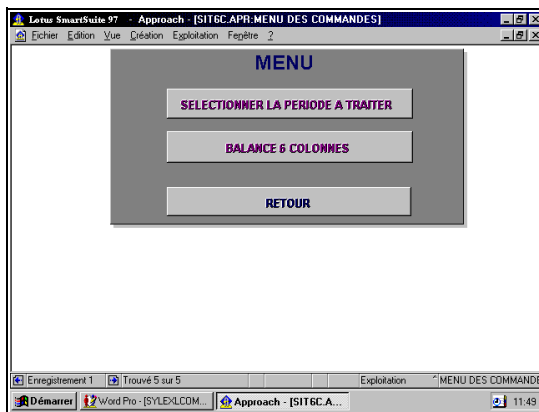 Lotus SmartSuite 97 - Approach - [SIT6C.APR:MENU DES COMMANDES]
Fichier Edition Vue Création Exploitation Fenêtre ?
MENU
SELECTIONNER LA PERIODE A TRAITER
BALANCE 6 COLONNES
RETOUR
Enregistrement 1 Trouvé 5 sur 5 Exploitation MENU DES COMMANDE
Démarrer Word Pro - [SYLEXLCOM... Approach - [SIT6C.A... 11:49